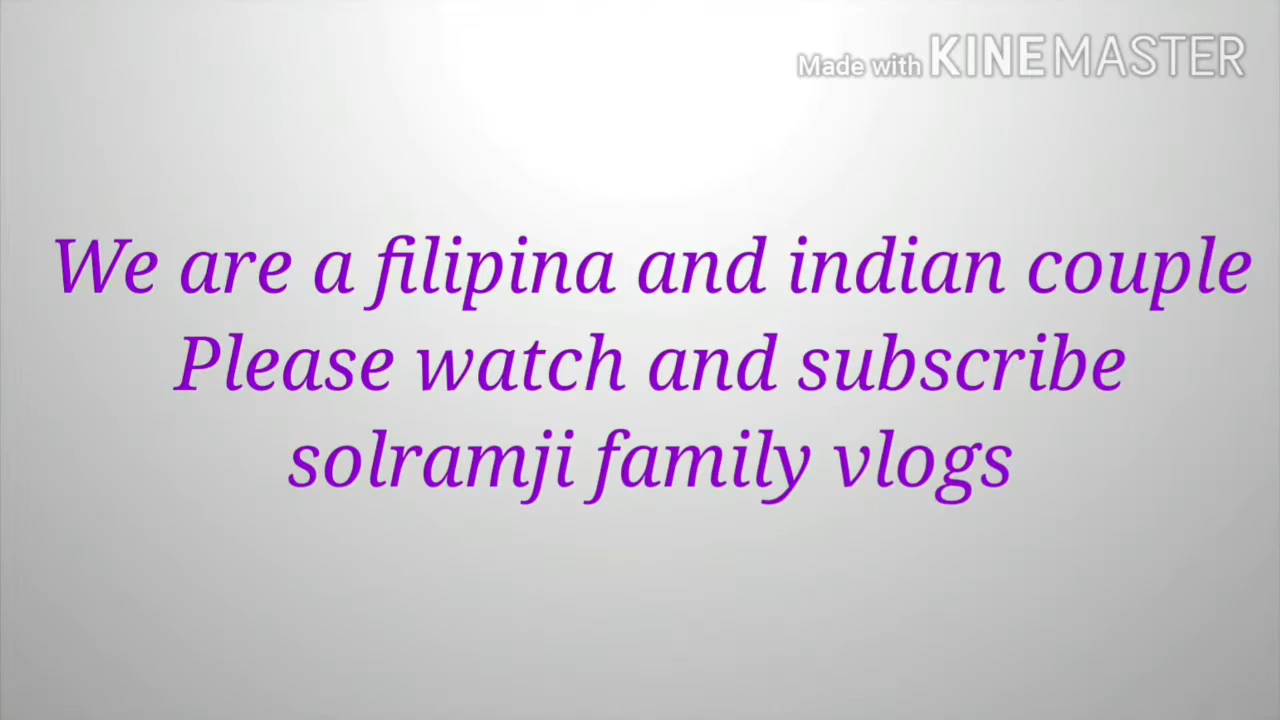 Made with KINEMASTER
We are a filipina and indian couple
Please watch and subscribe
solramji family vlogs